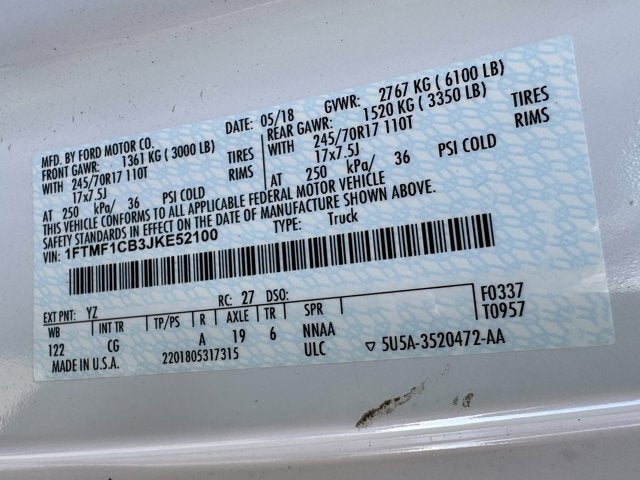 MFD. BY FORD MOTOR CO. DATE: 05/18 GVWR: 2767 KG ( 6100 LB)
FRONT GAWR: 1361 KG ( 3000 LB) REAR GAWR: 1520 KG ( 3350 LB)
WITH 245/70R17 110T TIRES WITH 245/70R17 110T TIRES
17x7.5J RIMS 17x7.5J RIMS
AT 250 kPa/ 36 PSI COLD AT 250 kPa/ 36 PSI COLD
THIS VEHICLE CONFORMS TO ALL APPLICABLE FEDERAL MOTOR VEHICLE
SAFETY STANDARDS IN EFFECT ON THE DATE OF MANUFACTURE SHOWN ABOVE.
VIN: 1FTMF1CB3JKE52100 TYPE: Truck
EXT PNT: YZ RC: 27 DSO: F0337
WB INT TR TP/PS R AXLE TR SPR T0957
122 CG A 19 6 NNAA
MADE IN U.S.A. 2201805317315 ULC ▽ 5U5A-3520472-AA